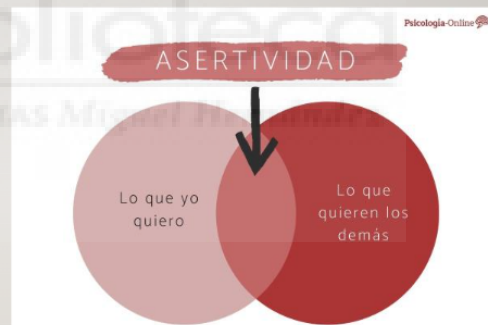 Psicología-Online
ASERTIVIDAD
Lo que yo
quiero
Lo que
quieren los
demás